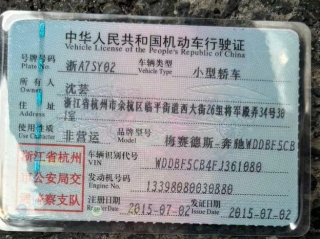 中华人民共和国机动车行驶证
Vehicle License of the People's Republic of China
号牌号码 浙A7SY02 车辆类型 小型轿车
Plate No. Vehicle Type
所有人 沈芸
Owner
住址 浙江省杭州市余杭区临平街道西大街26组将军殿弄34号301室
使用性质 非营运 品牌型号 梅赛德斯-奔驰WDDBF5CB
Use Character Model
浙江省杭州市公安局交通警察支队
车辆识别代号 WDDBF5CB4FJ361080
VIN
发动机号码 13398080030880
Engine No.
注册日期 2015-07-02 发证日期 2015-07-02
Register Date Issue Date